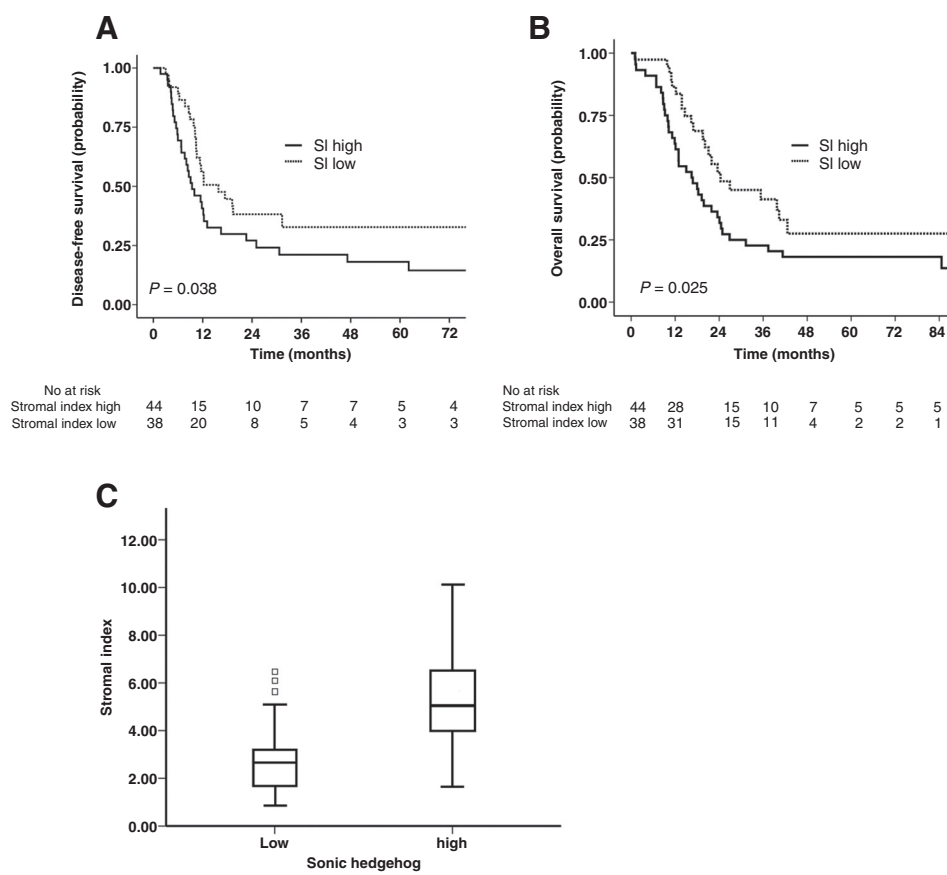 A
Disease-free survival (probability)
1.00
0.75
0.50
0.25
0.00
SI high
SI low
P = 0.038
0 12 24 36 48 60 72
Time (months)
No at risk
Stromal index high 44 15 10 7 7 5 4
Stromal index low 38 20 8 5 4 3 3
B
Overall survival (probability)
1.00
0.75
0.50
0.25
0.00
SI high
SI low
P = 0.025
0 12 24 36 48 60 72 84
Time (months)
No at risk
Stromal index high 44 28 15 10 7 5 5 5
Stromal index low 38 31 15 11 4 2 2 1
C
Stromal index
12.00
10.00
8.00
6.00
4.00
2.00
0.00
Low high
Sonic hedgehog